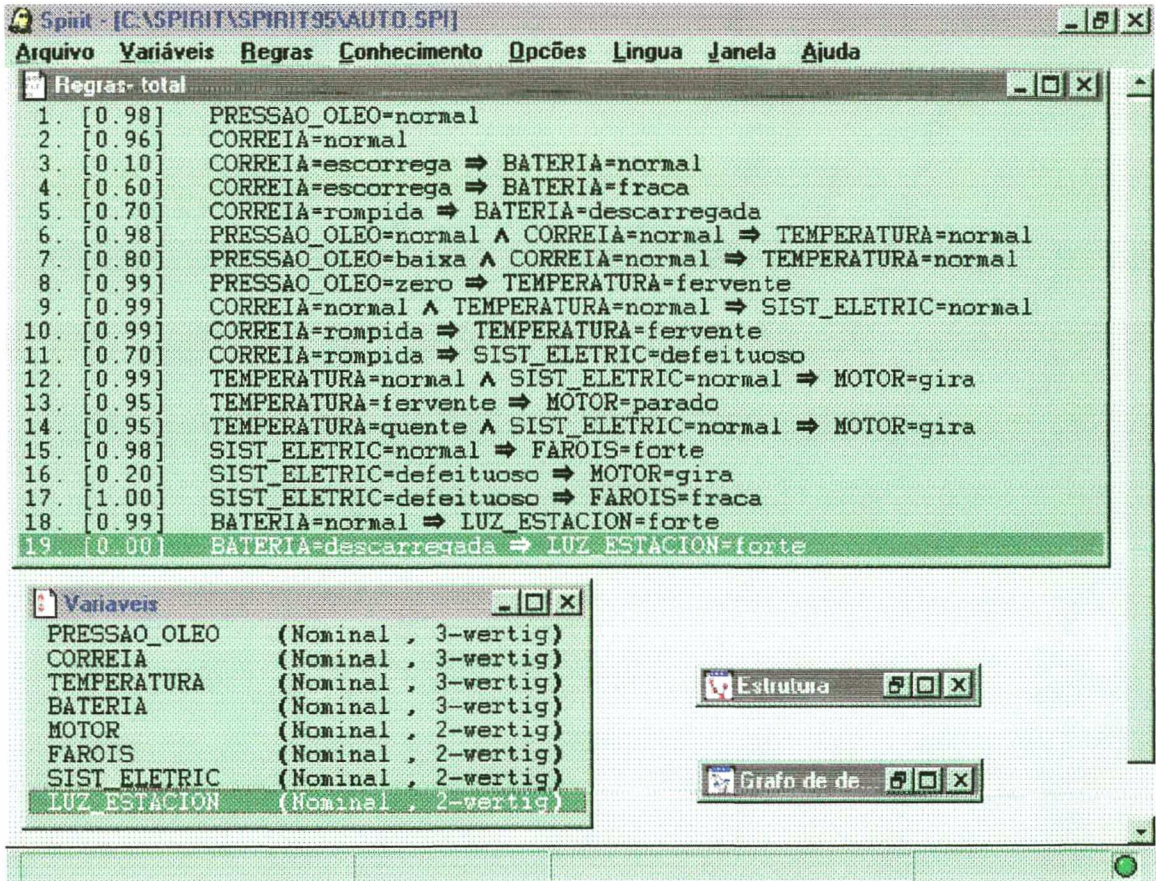 Spirit - [C:\SPIRIT\SPIRIT95\AUTO.SPI]
Arquivo Variáveis Regras Conhecimento Opcões Lingua Janela Ajuda
Regras- total
1. [0.98] PRESSAO_OLEO=normal
2. [0.96] CORREIA=normal
3. [0.10] CORREIA=escorrega ⇒ BATERIA=normal
4. [0.60] CORREIA=escorrega ⇒ BATERIA=fraca
5. [0.70] CORREIA=rompida ⇒ BATERIA=descarregada
6. [0.98] PRESSAO_OLEO=normal ∧ CORREIA=normal ⇒ TEMPERATURA=normal
7. [0.80] PRESSAO_OLEO=baixa ∧ CORREIA=normal ⇒ TEMPERATURA=normal
8. [0.99] PRESSAO_OLEO=zero ⇒ TEMPERATURA=fervente
9. [0.99] CORREIA=normal ∧ TEMPERATURA=normal ⇒ SIST_ELETRIC=normal
10. [0.99] CORREIA=rompida ⇒ TEMPERATURA=fervente
11. [0.70] CORREIA=rompida ⇒ SIST_ELETRIC=defeituoso
12. [0.99] TEMPERATURA=normal ∧ SIST_ELETRIC=normal ⇒ MOTOR=gira
13. [0.95] TEMPERATURA=fervente ⇒ MOTOR=parado
14. [0.95] TEMPERATURA=quente ∧ SIST_ELETRIC=normal ⇒ MOTOR=gira
15. [0.98] SIST_ELETRIC=normal ⇒ FAROIS=forte
16. [0.20] SIST_ELETRIC=defeituoso ⇒ MOTOR=gira
17. [1.00] SIST_ELETRIC=defeituoso ⇒ FAROIS=fraca
18. [0.99] BATERIA=normal ⇒ LUZ_ESTACION=forte
19. [0.00] BATERIA=descarregada ⇒ LUZ_ESTACION=forte
Variaveis
PRESSAO_OLEO (Nominal , 3-wertig)
CORREIA (Nominal , 3-wertig)
TEMPERATURA (Nominal , 3-wertig)
BATERIA (Nominal , 3-wertig)
MOTOR (Nominal , 2-wertig)
FAROIS (Nominal , 2-wertig)
SIST_ELETRIC (Nominal , 2-wertig)
LUZ_ESTACION (Nominal , 2-wertig)
Estrutura
Grafo de de...